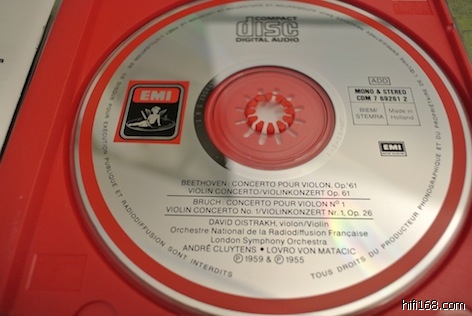 COMPACT
disc
DIGITAL AUDIO
EMI
ADD
MONO & STEREO
CDM 7 69261 2
BIEM/
STEMRA
Made in
Holland
EMI
BEETHOVEN: CONCERTO POUR VIOLON, Op. 61
VIOLIN CONCERTO/VIOLINKONZERT Op. 61
BRUCH: CONCERTO POUR VIOLON Nº 1
VIOLIN CONCERTO No. 1/VIOLINKONZERT Nr. 1, Op. 26
DAVID OISTRAKH, violon/Violin
Orchestre National de la Radiodiffusion Française
London Symphony Orchestra
ANDRÉ CLUYTENS • LOVRO VON MATACIC
℗ 1959 & ℗ 1955
TOUS DROITS DU PRODUCTEUR PHONOGRAPHIQUE ET DU PROPRIÉTAIRE
EXÉCUTION PUBLIQUE ET RADIODIFFUSION SONT INTERDITS
hifi168.com